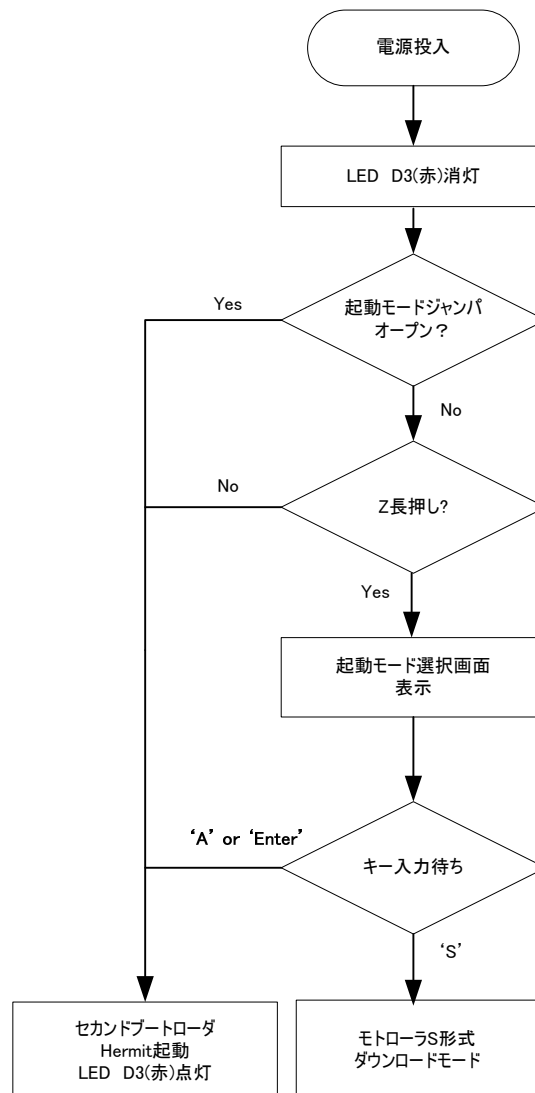 電源投入
LED D3(赤)消灯
起動モードジャンパ
オープン?
Yes
No
Z長押し?
No
Yes
起動モード選択画面
表示
キー入力待ち
‘A’ or ‘Enter’
‘S’
セカンドブートローダ
Hermit起動
LED D3(赤)点灯
モトローラS形式
ダウンロードモード